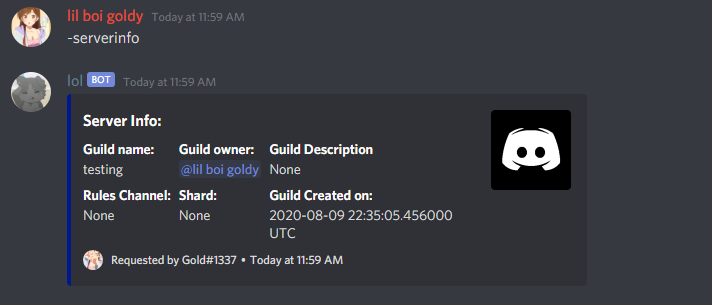 lil boi goldy Today at 11:59 AM
-serverinfo
lol BOT Today at 11:59 AM
Server Info:
Guild name: Guild owner: Guild Description
testing @lil boi goldy None
Rules Channel: Shard: Guild Created on:
None None 2020-08-09 22:35:05.456000
UTC
Requested by Gold#1337 • Today at 11:59 AM